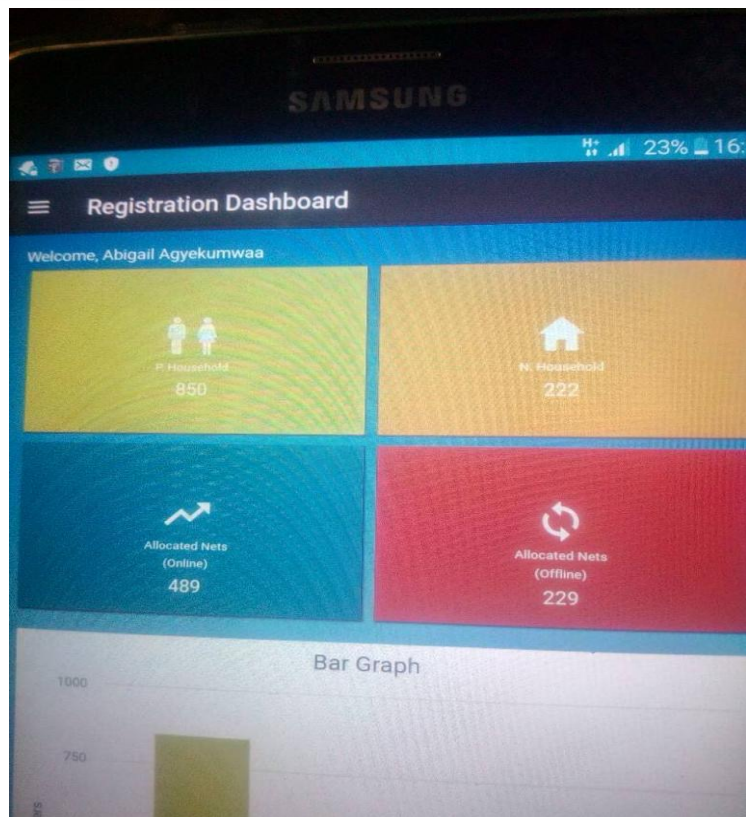 SAMSUNG
H+ 23% 16:
Registration Dashboard
Welcome, Abigail Agyekumwaa
P. Household
850
N. Household
222
Allocated Nets
(Online)
489
Allocated Nets
(Offline)
229
Bar Graph
1000
750